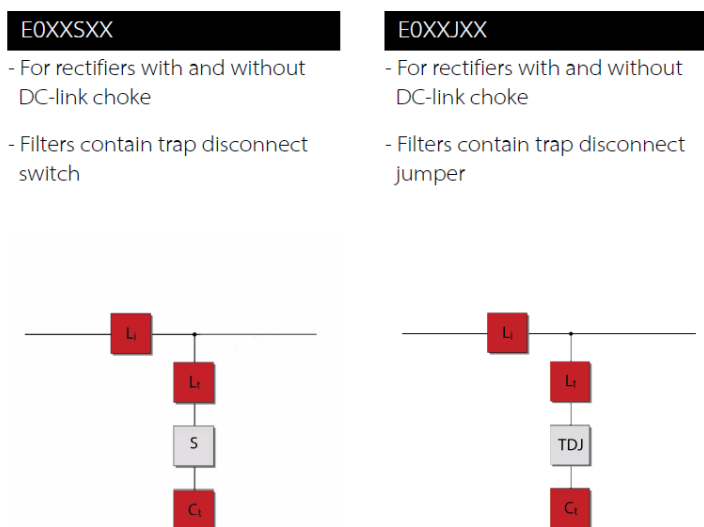 E0XXSXX
- For rectifiers with and without
DC-link choke
- Filters contain trap disconnect
switch
Li
Lt
S
Ct
E0XXJXX
- For rectifiers with and without
DC-link choke
- Filters contain trap disconnect
jumper
Li
Lt
TDJ
Ct